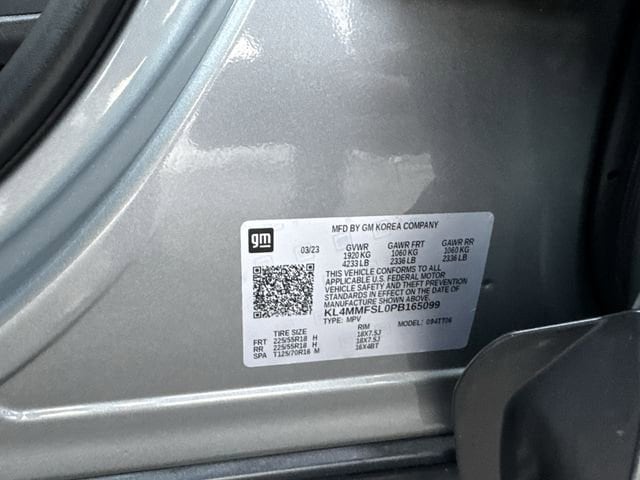 MFD BY GM KOREA COMPANY
gm
03/23 GVWR GAWR FRT GAWR RR
1920 KG 1060 KG 1060 KG
4233 LB 2336 LB 2336 LB
THIS VEHICLE CONFORMS TO ALL
APPLICABLE U.S. FEDERAL MOTOR
VEHICLE SAFETY AND THEFT PREVENTION
STANDARDS IN EFFECT ON THE DATE OF
MANUFACTURE SHOWN ABOVE.
KL4MMFSL0PB165099
TYPE: MPV MODEL: 094TT06
TIRE SIZE RIM
FRT 225/55R18 H 18X7.5J
RR 225/55R18 H 18X7.5J
SPA T125/70R16 M 16X4BT